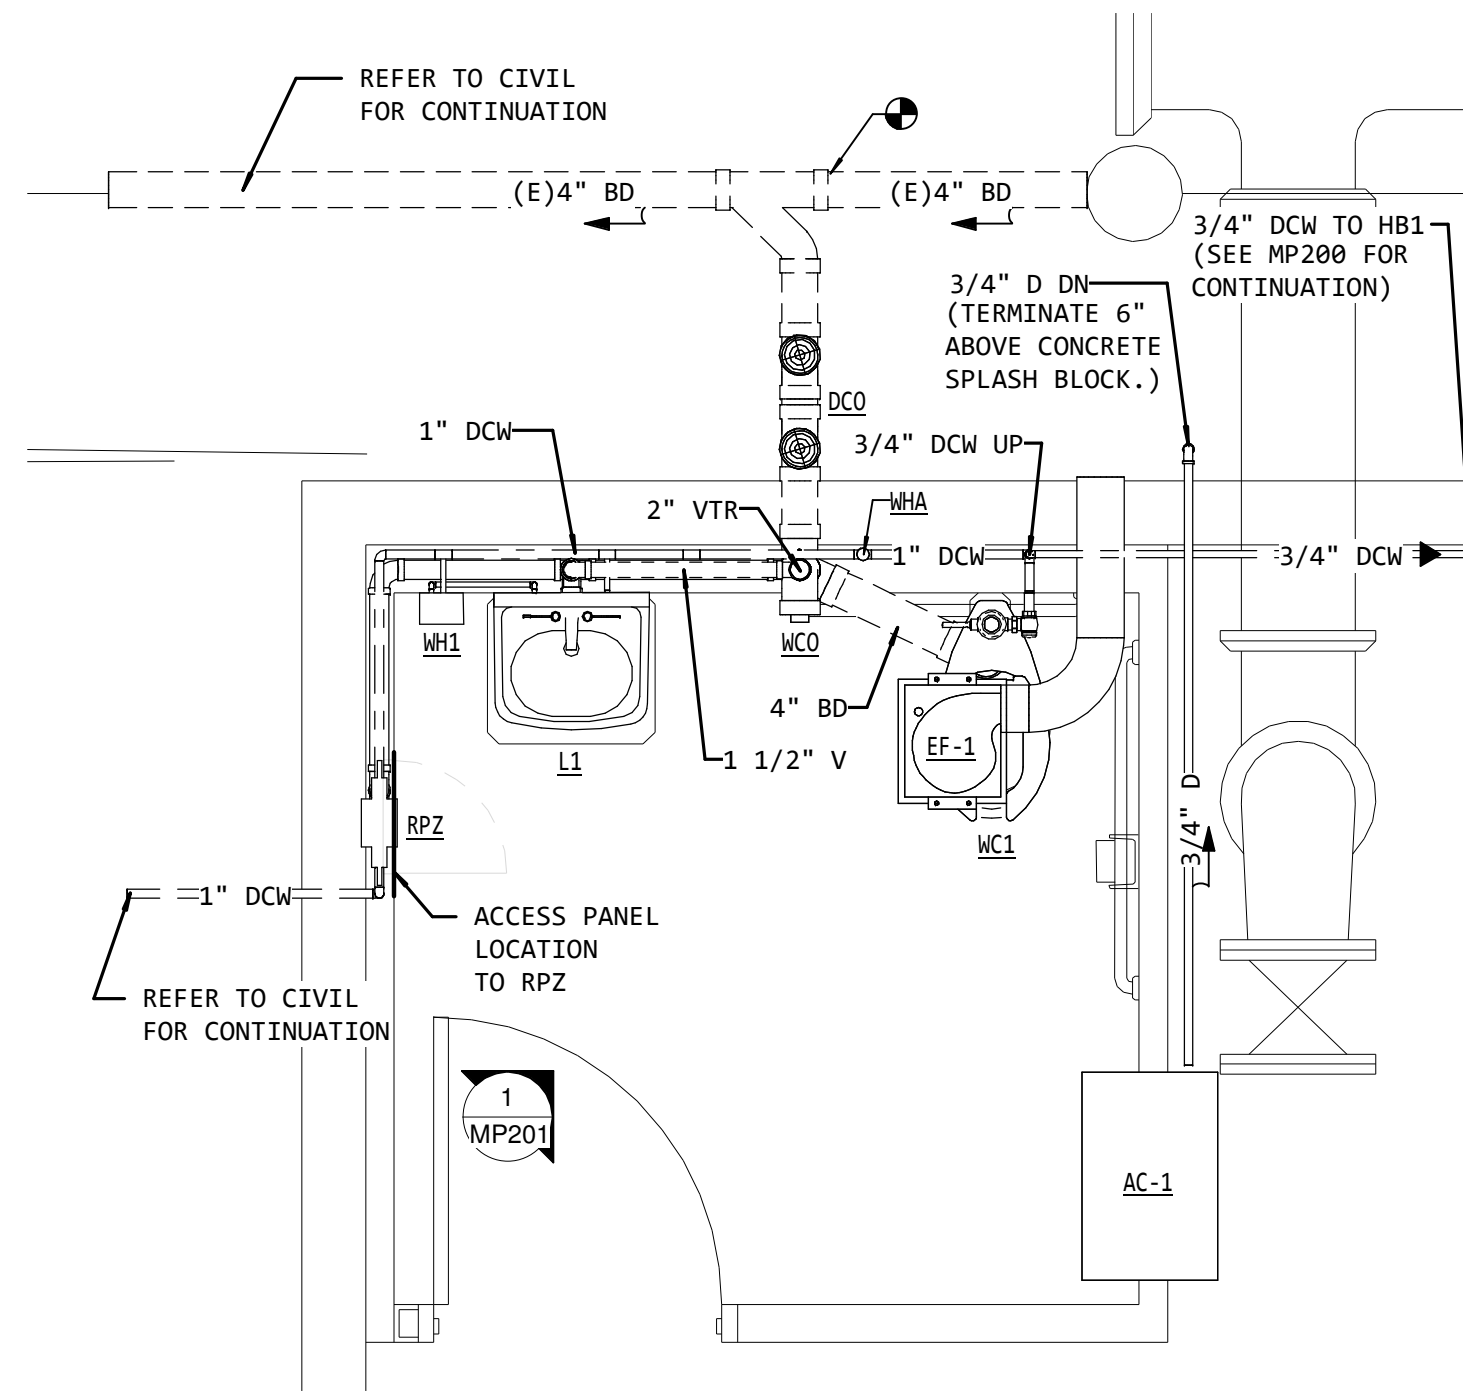 REFER TO CIVIL
FOR CONTINUATION
(E)4" BD
(E)4" BD
3/4" DCW TO HB1
(SEE MP200 FOR
CONTINUATION)
3/4" D DN
(TERMINATE 6"
ABOVE CONCRETE
SPLASH BLOCK.)
DCO
1" DCW
3/4" DCW UP
2" VTR
WHA
1" DCW
3/4" DCW
WH1
WCO
4" BD
EF-1
L1
1 1/2" V
3/4" D
RPZ
WC1
1" DCW
ACCESS PANEL
LOCATION
TO RPZ
REFER TO CIVIL
FOR CONTINUATION
1
MP201
AC-1